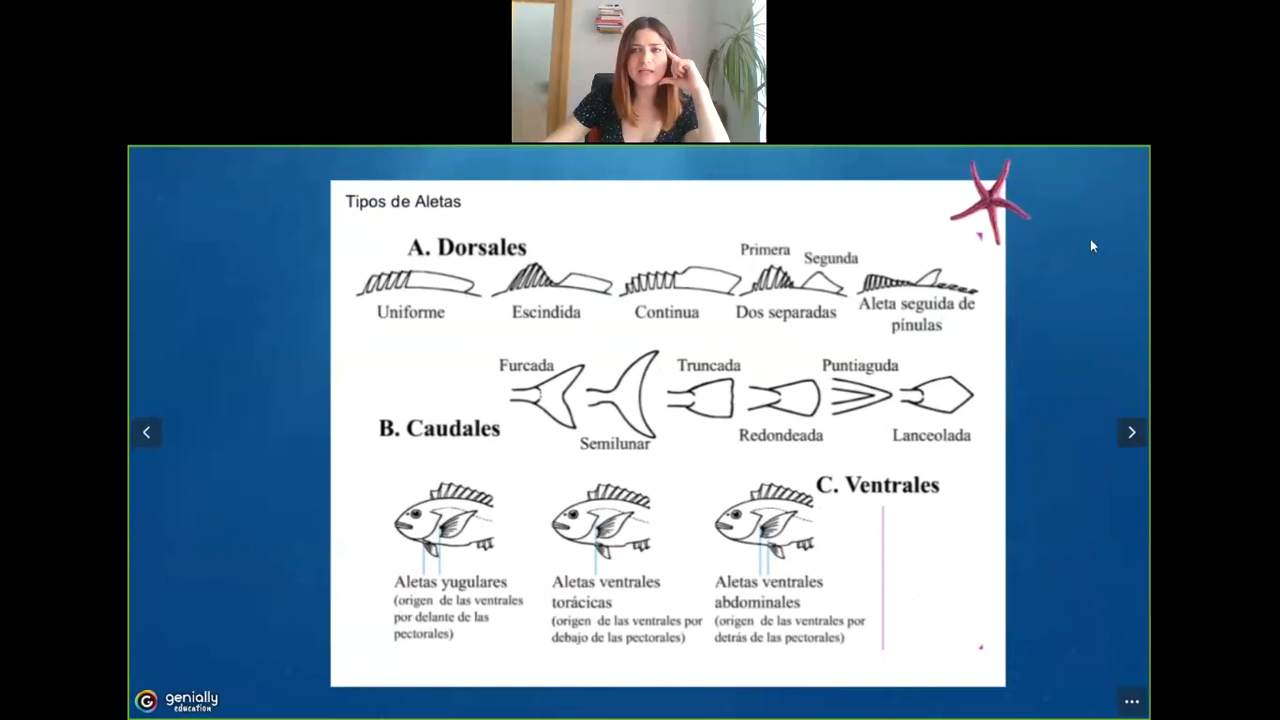 Tipos de Aletas
A. Dorsales
Primera
Segunda
Uniforme
Escindida
Continua
Dos separadas
Aleta seguida de
pínulas
Furcada
Truncada
Puntiaguda
B. Caudales
Semilunar
Redondeada
Lanceolada
C. Ventrales
Aletas yugulares
(origen de las ventrales
por delante de las
pectorales)
Aletas ventrales
torácicas
(origen de las ventrales por
debajo de las pectorales)
Aletas ventrales
abdominales
(origen de las ventrales por
detrás de las pectorales)
genially
education